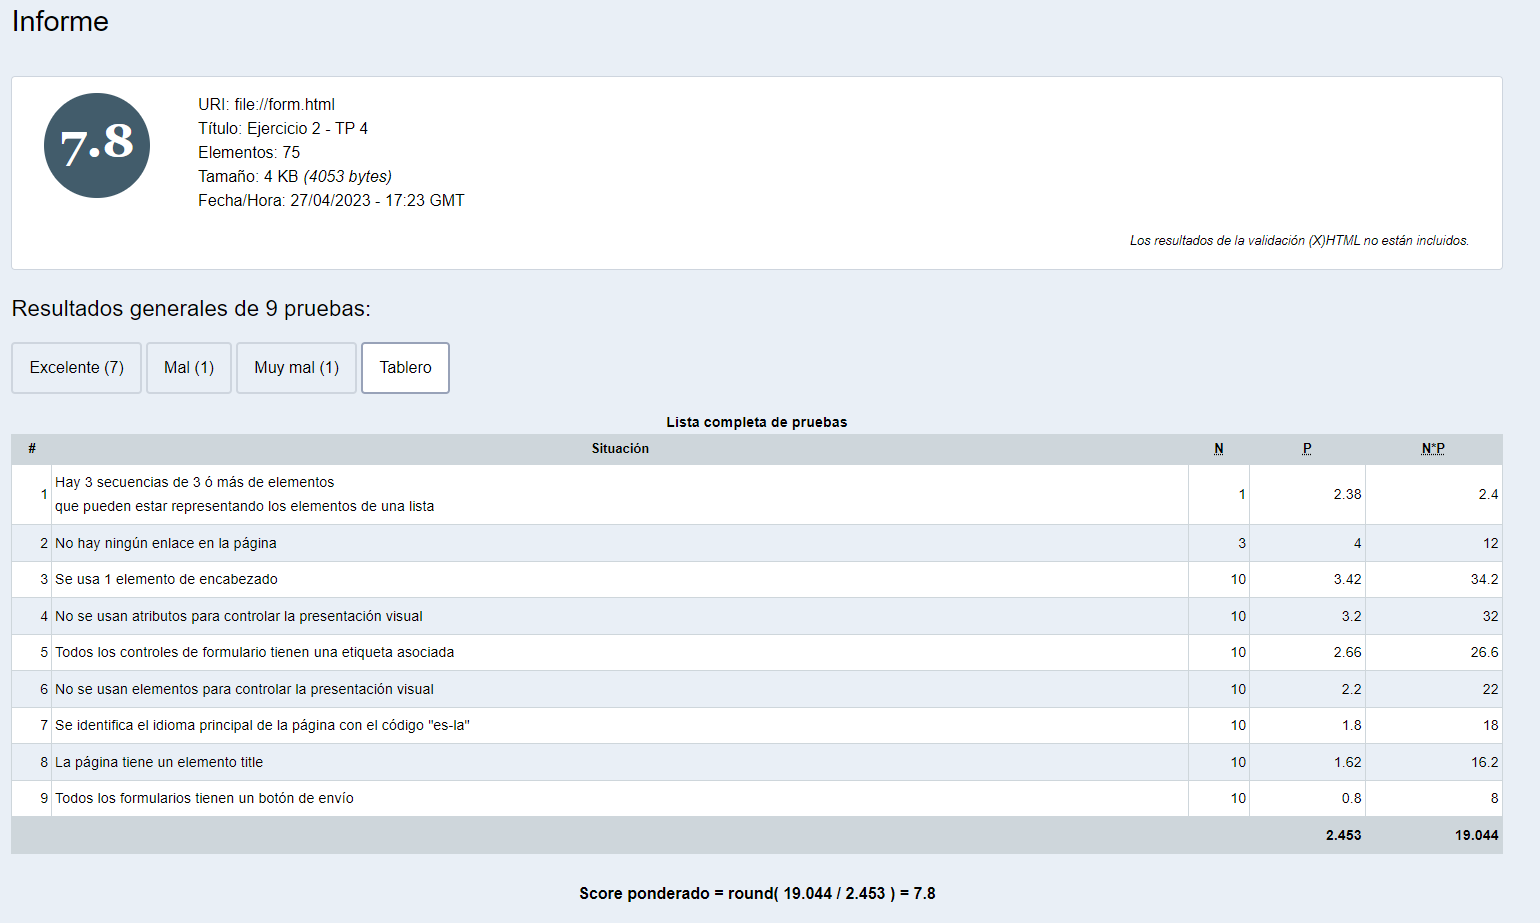 Informe
7.8
URI: file://form.html
Título: Ejercicio 2 - TP 4
Elementos: 75
Tamaño: 4 KB (4053 bytes)
Fecha/Hora: 27/04/2023 - 17:23 GMT
Los resultados de la validación (X)HTML no están incluidos.
Resultados generales de 9 pruebas:
Excelente (7) Mal (1) Muy mal (1) Tablero
Lista completa de pruebas
# Situación N P N*P
1 Hay 3 secuencias de 3 ó más de elementos
que pueden estar representando los elementos de una lista 1 2.38 2.4
2 No hay ningún enlace en la página 3 4 12
3 Se usa 1 elemento de encabezado 10 3.42 34.2
4 No se usan atributos para controlar la presentación visual 10 3.2 32
5 Todos los controles de formulario tienen una etiqueta asociada 10 2.66 26.6
6 No se usan elementos para controlar la presentación visual 10 2.2 22
7 Se identifica el idioma principal de la página con el código "es-la" 10 1.8 18
8 La página tiene un elemento title 10 1.62 16.2
9 Todos los formularios tienen un botón de envío 10 0.8 8
2.453 19.044
Score ponderado = round( 19.044 / 2.453 ) = 7.8